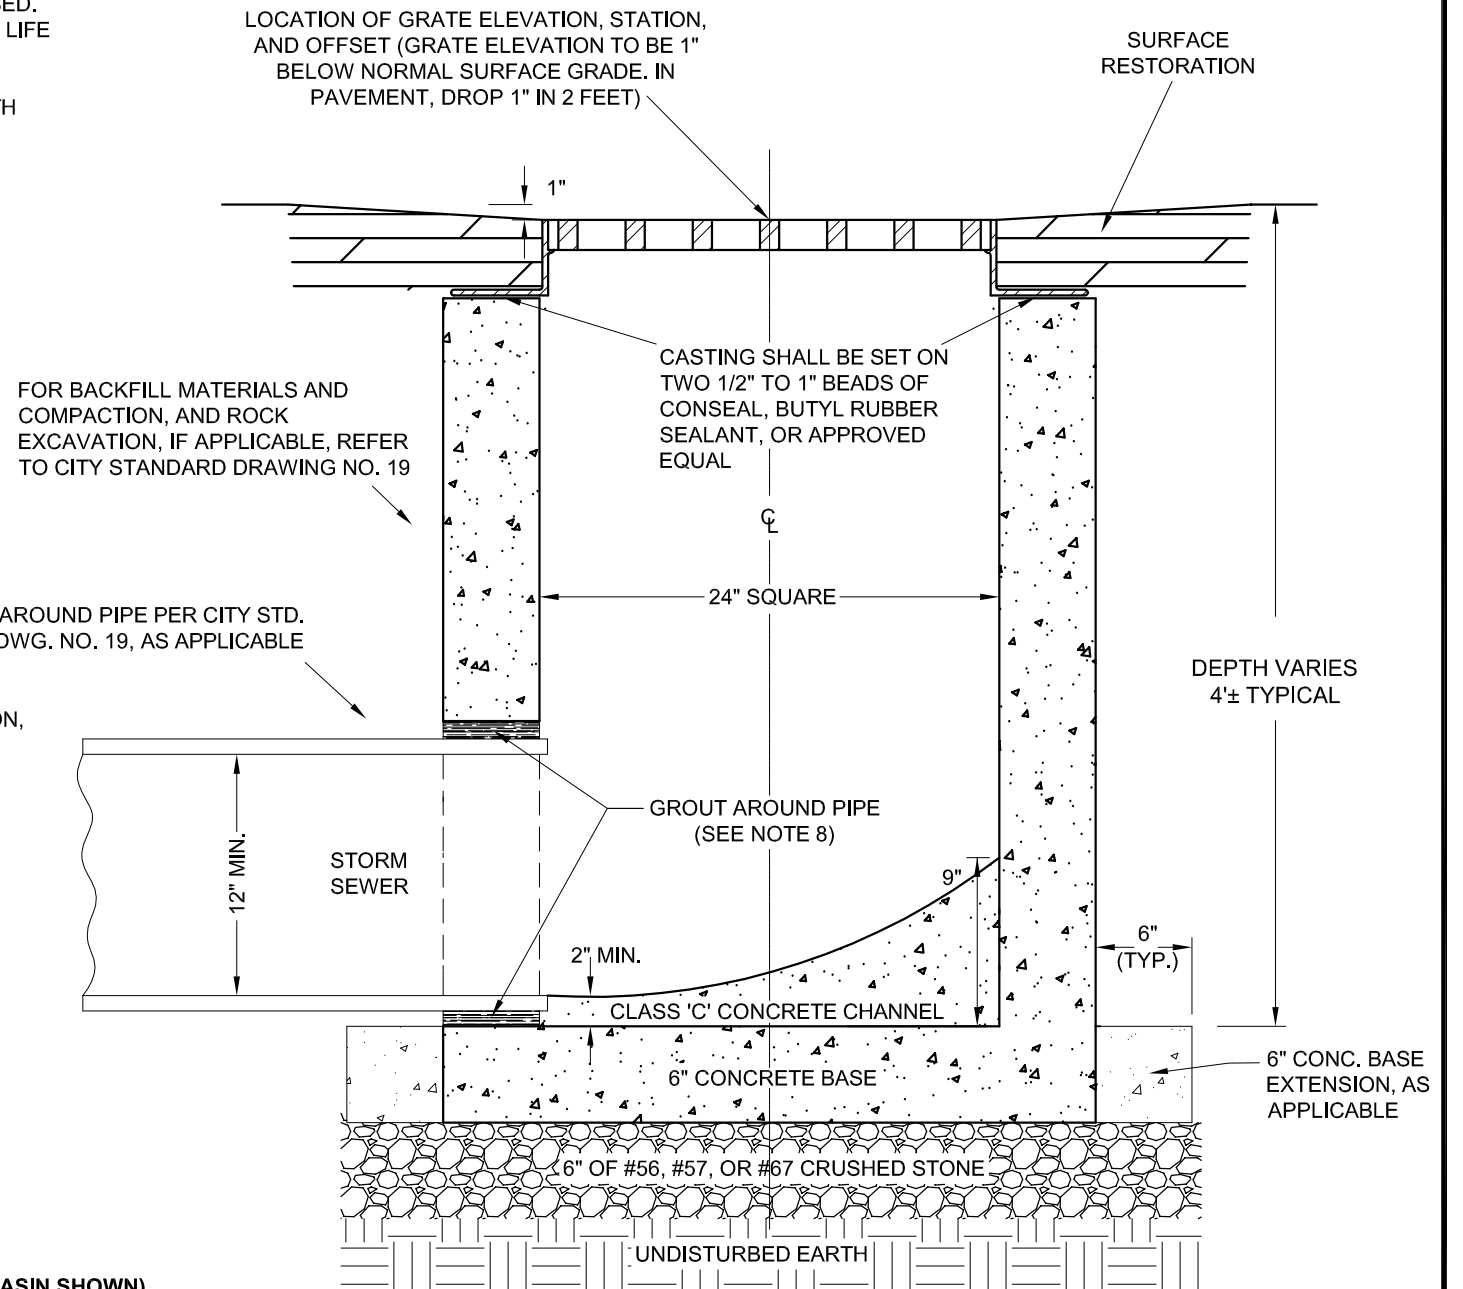 LIFE
LOCATION OF GRATE ELEVATION, STATION,
AND OFFSET (GRATE ELEVATION TO BE 1"
BELOW NORMAL SURFACE GRADE. IN
PAVEMENT, DROP 1" IN 2 FEET)
SURFACE
RESTORATION
1"
CASTING SHALL BE SET ON
TWO 1/2" TO 1" BEADS OF
CONSEAL, BUTYL RUBBER
SEALANT, OR APPROVED
EQUAL
FOR BACKFILL MATERIALS AND
COMPACTION, AND ROCK
EXCAVATION, IF APPLICABLE, REFER
TO CITY STANDARD DRAWING NO. 19
CL
24" SQUARE
AROUND PIPE PER CITY STD.
DWG. NO. 19, AS APPLICABLE
DEPTH VARIES
4'± TYPICAL
ON,
12" MIN.
STORM
SEWER
GROUT AROUND PIPE
(SEE NOTE 8)
9"
2" MIN.
6"
(TYP.)
CLASS 'C' CONCRETE CHANNEL
6" CONCRETE BASE
6" CONC. BASE
EXTENSION, AS
APPLICABLE
6" OF #56, #57, OR #67 CRUSHED STONE
UNDISTURBED EARTH
ASIN SHOWN)